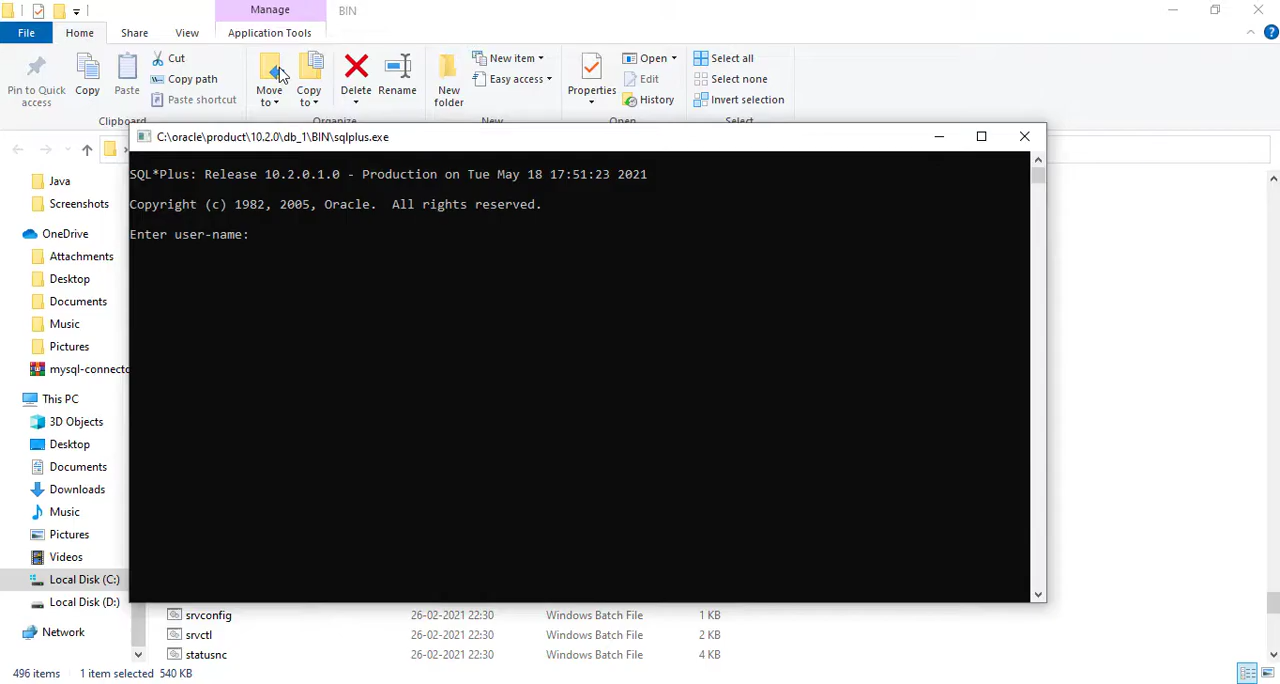 Manage
BIN
File
Home
Share
View
Application Tools
Pin to Quick access
Copy
Paste
Cut
Copy path
Paste shortcut
Clipboard
Move to
Copy to
Delete
Rename
Organize
New folder
New item
Easy access
New
Properties
Open
Edit
History
Open
Select all
Select none
Invert selection
Select
C:\oracle\product\10.2.0\db_1\BIN\sqlplus.exe
SQL*Plus: Release 10.2.0.1.0 - Production on Tue May 18 17:51:23 2021
Copyright (c) 1982, 2005, Oracle.  All rights reserved.
Enter user-name:
Java
Screenshots
OneDrive
Attachments
Desktop
Documents
Music
Pictures
mysql-connecto
This PC
3D Objects
Desktop
Documents
Downloads
Music
Pictures
Videos
Local Disk (C:)
Local Disk (D:)
Network
srvconfig 26-02-2021 22:30 Windows Batch File 1 KB
srvctl 26-02-2021 22:30 Windows Batch File 2 KB
statusnc 26-02-2021 22:30 Windows Batch File 4 KB
496 items 1 item selected 540 KB